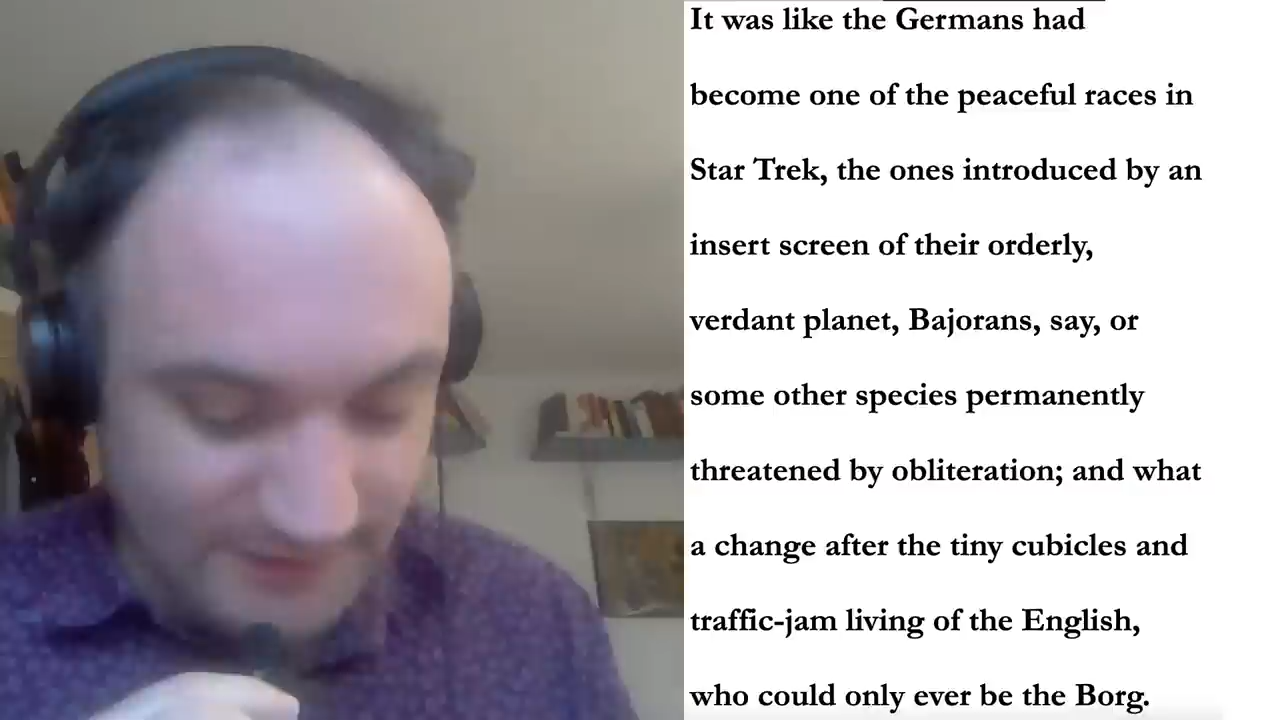 It was like the Germans had
become one of the peaceful races in
Star Trek, the ones introduced by an
insert screen of their orderly,
verdant planet, Bajorans, say, or
some other species permanently
threatened by obliteration; and what
a change after the tiny cubicles and
traffic-jam living of the English,
who could only ever be the Borg.